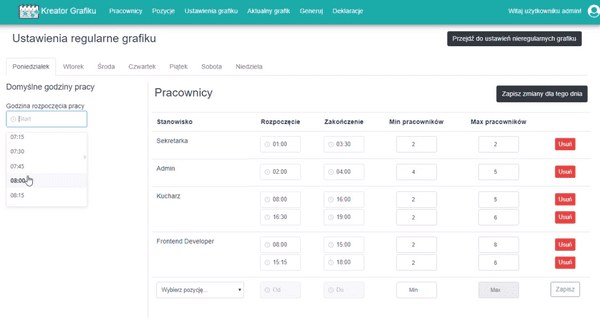 Kreator Grafiku Pracownicy Pozycje Ustawienia grafiku Aktualny grafik Generuj Deklaracje Witaj użytkowniku admin!
Ustawienia regularne grafiku
Przejdź do ustawień nieregularnych grafiku
Poniedziałek Wtorek Środa Czwartek Piątek Sobota Niedziela
Domyślne godziny pracy
Pracownicy
Zapisz zmiany dla tego dnia
Godzina rozpoczęcia pracy
Start
07:15
07:30
07:45
08:00
08:15
Stanowisko Rozpoczęcie Zakończenie Min pracowników Max pracowników
Sekretarka 01:00 03:30 2 2 Usuń
Admin 02:00 04:00 4 5 Usuń
Kucharz 08:00 16:00 2 5 Usuń
16:30 19:00 2 6 Usuń
Frontend Developer 08:00 15:00 2 6 Usuń
15:15 18:00 2 6 Usuń
Wybierz pozycję... Od Do Min Max Zapisz